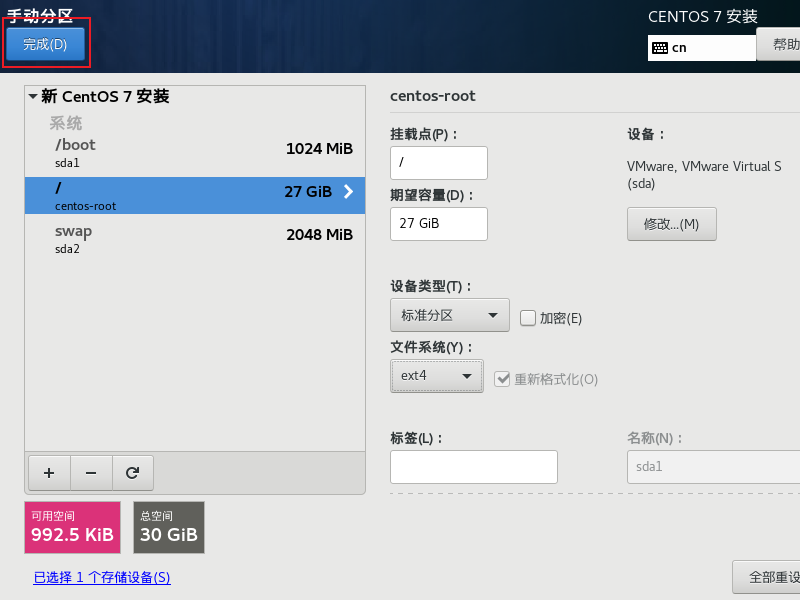 手动分区
CENTOS 7 安装
完成(D)
cn
帮助
新 CentOS 7 安装
系统
/boot
1024 MiB
sda1
/
27 GiB
centos-root
swap
2048 MiB
sda2
+ −
可用空间
992.5 KiB
总空间
30 GiB
已选择 1 个存储设备(S)
centos-root
挂载点(P)：
/
期望容量(D)：
27 GiB
设备：
VMware, VMware Virtual S
(sda)
修改...(M)
设备类型(T)：
标准分区
加密(E)
文件系统(Y)：
ext4
重新格式化(O)
标签(L)：
名称(N)：
sda1
全部重设